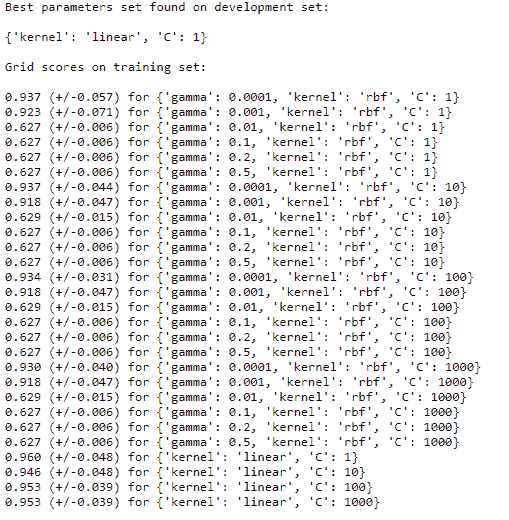 Best parameters set found on development set:
{'kernel': 'linear', 'C': 1}
Grid scores on training set:
0.937 (+/-0.057) for {'gamma': 0.0001, 'kernel': 'rbf', 'C': 1}
0.923 (+/-0.071) for {'gamma': 0.001, 'kernel': 'rbf', 'C': 1}
0.627 (+/-0.006) for {'gamma': 0.01, 'kernel': 'rbf', 'C': 1}
0.627 (+/-0.006) for {'gamma': 0.1, 'kernel': 'rbf', 'C': 1}
0.627 (+/-0.006) for {'gamma': 0.2, 'kernel': 'rbf', 'C': 1}
0.627 (+/-0.006) for {'gamma': 0.5, 'kernel': 'rbf', 'C': 1}
0.937 (+/-0.044) for {'gamma': 0.0001, 'kernel': 'rbf', 'C': 10}
0.918 (+/-0.047) for {'gamma': 0.001, 'kernel': 'rbf', 'C': 10}
0.629 (+/-0.015) for {'gamma': 0.01, 'kernel': 'rbf', 'C': 10}
0.627 (+/-0.006) for {'gamma': 0.1, 'kernel': 'rbf', 'C': 10}
0.627 (+/-0.006) for {'gamma': 0.2, 'kernel': 'rbf', 'C': 10}
0.627 (+/-0.006) for {'gamma': 0.5, 'kernel': 'rbf', 'C': 10}
0.934 (+/-0.031) for {'gamma': 0.0001, 'kernel': 'rbf', 'C': 100}
0.918 (+/-0.047) for {'gamma': 0.001, 'kernel': 'rbf', 'C': 100}
0.629 (+/-0.015) for {'gamma': 0.01, 'kernel': 'rbf', 'C': 100}
0.627 (+/-0.006) for {'gamma': 0.1, 'kernel': 'rbf', 'C': 100}
0.627 (+/-0.006) for {'gamma': 0.2, 'kernel': 'rbf', 'C': 100}
0.627 (+/-0.006) for {'gamma': 0.5, 'kernel': 'rbf', 'C': 100}
0.930 (+/-0.040) for {'gamma': 0.0001, 'kernel': 'rbf', 'C': 1000}
0.918 (+/-0.047) for {'gamma': 0.001, 'kernel': 'rbf', 'C': 1000}
0.629 (+/-0.015) for {'gamma': 0.01, 'kernel': 'rbf', 'C': 1000}
0.627 (+/-0.006) for {'gamma': 0.1, 'kernel': 'rbf', 'C': 1000}
0.627 (+/-0.006) for {'gamma': 0.2, 'kernel': 'rbf', 'C': 1000}
0.627 (+/-0.006) for {'gamma': 0.5, 'kernel': 'rbf', 'C': 1000}
0.960 (+/-0.048) for {'kernel': 'linear', 'C': 1}
0.946 (+/-0.048) for {'kernel': 'linear', 'C': 10}
0.953 (+/-0.039) for {'kernel': 'linear', 'C': 100}
0.953 (+/-0.039) for {'kernel': 'linear', 'C': 1000}